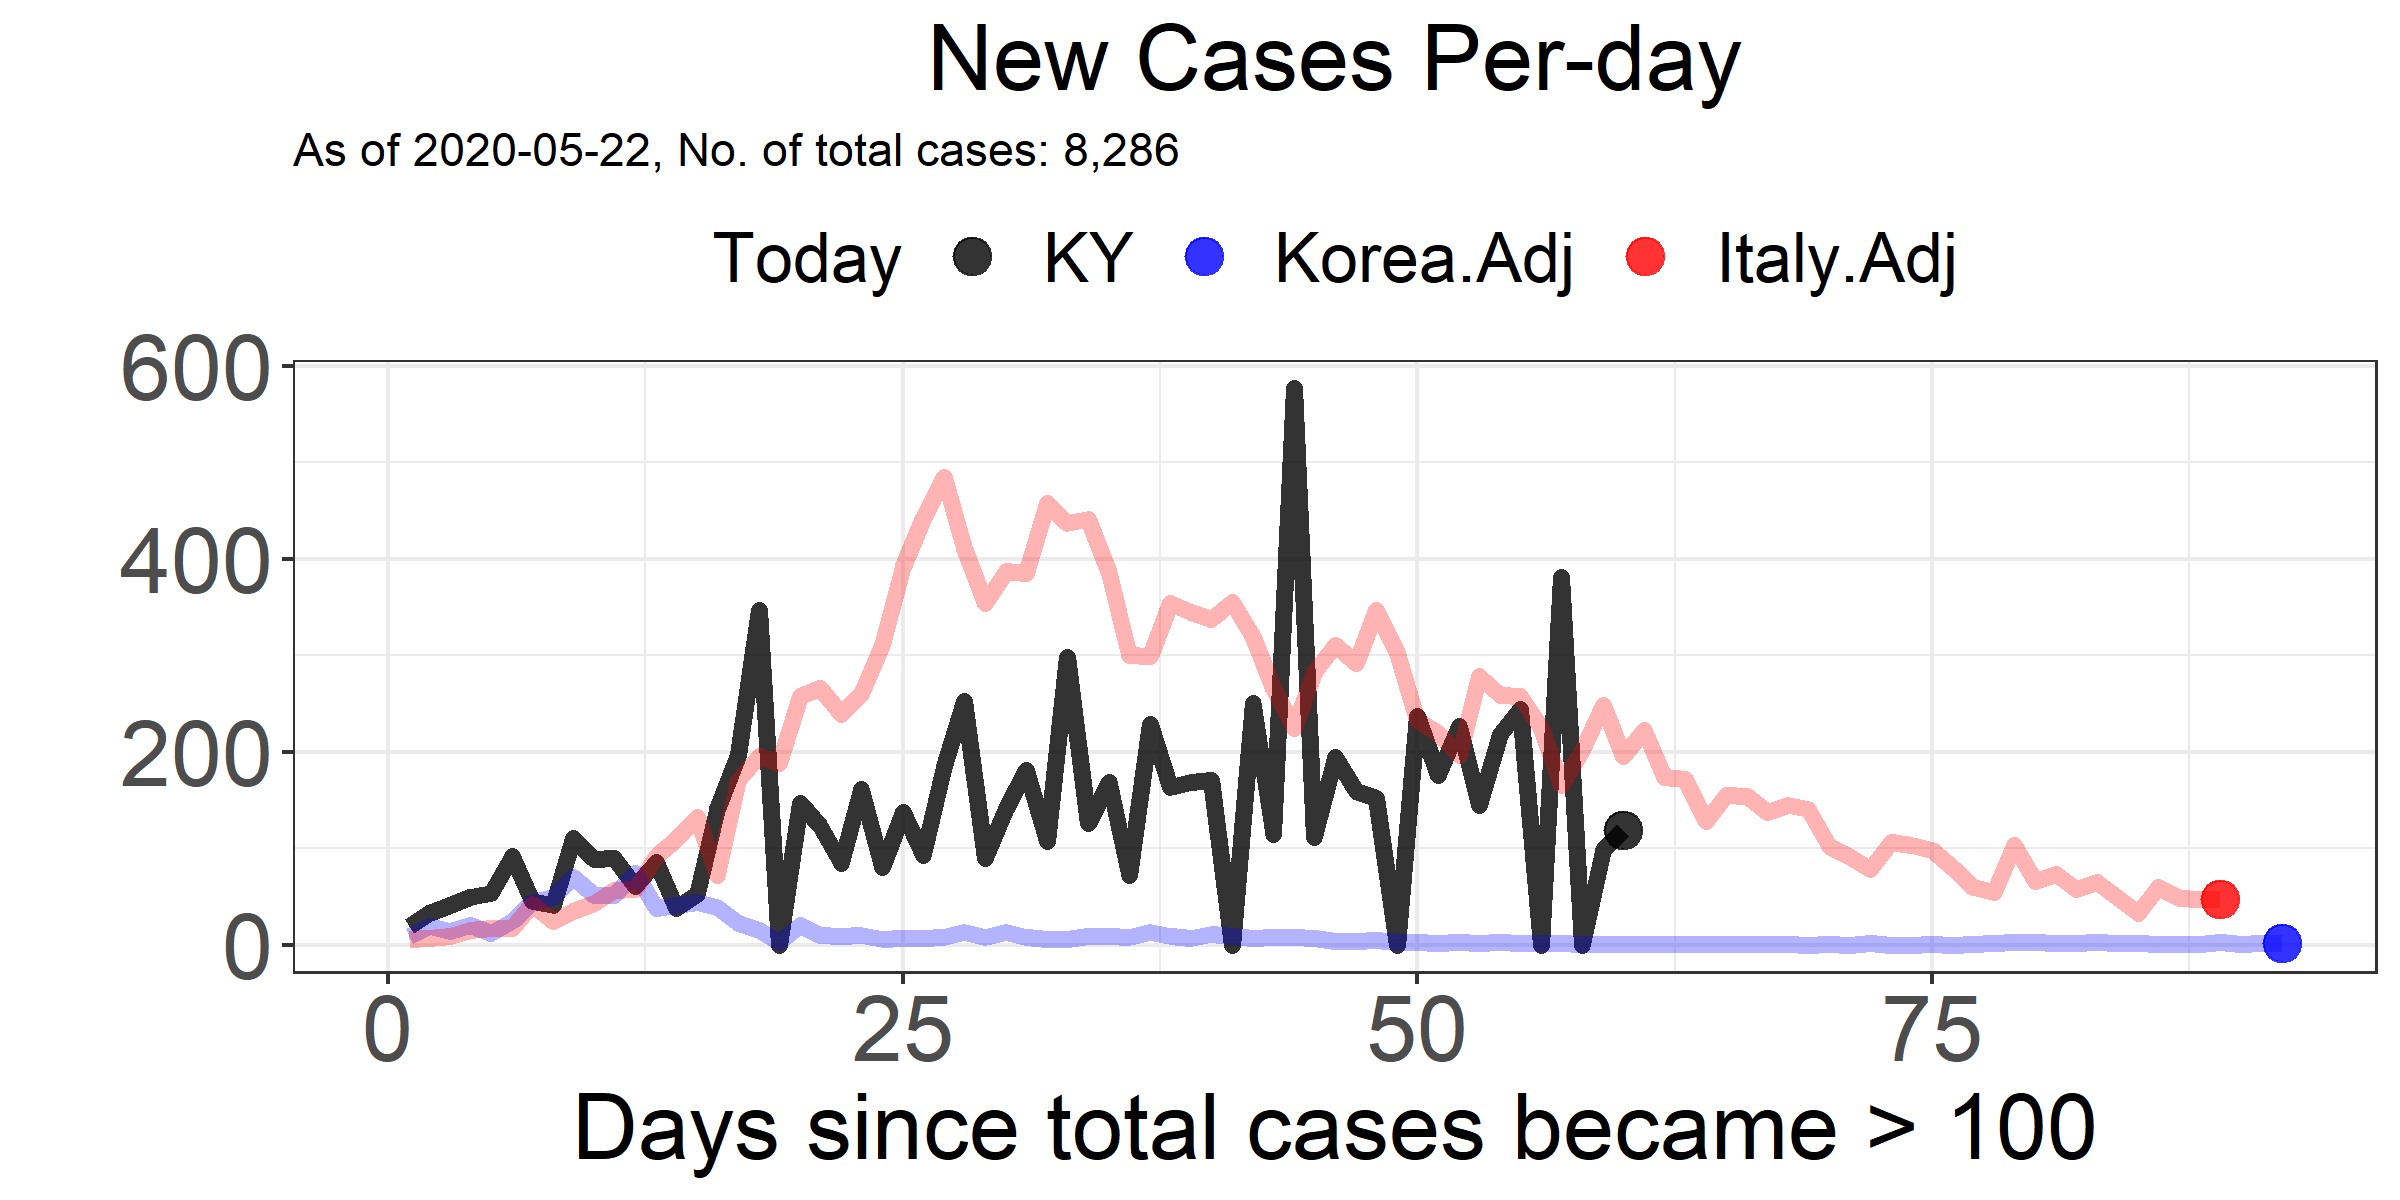 New Cases Per-day
As of 2020-05-22, No. of total cases: 8,286
Today KY Korea.Adj Italy.Adj
600
400
200
0
0 25 50 75
Days since total cases became > 100